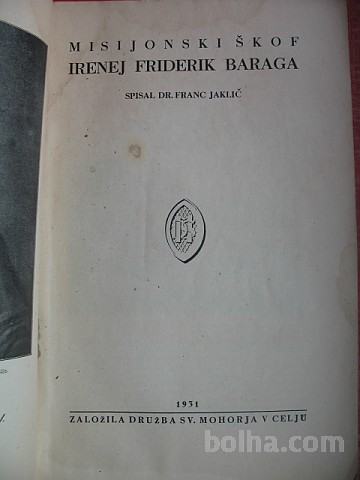 MISIJONSKI ŠKOF
IRENEJ FRIDERIK BARAGA
SPISAL DR. FRANC JAKLIČ
1931
ZALOŽILA DRUŽBA SV. MOHORJA V CELJU
bolha.com